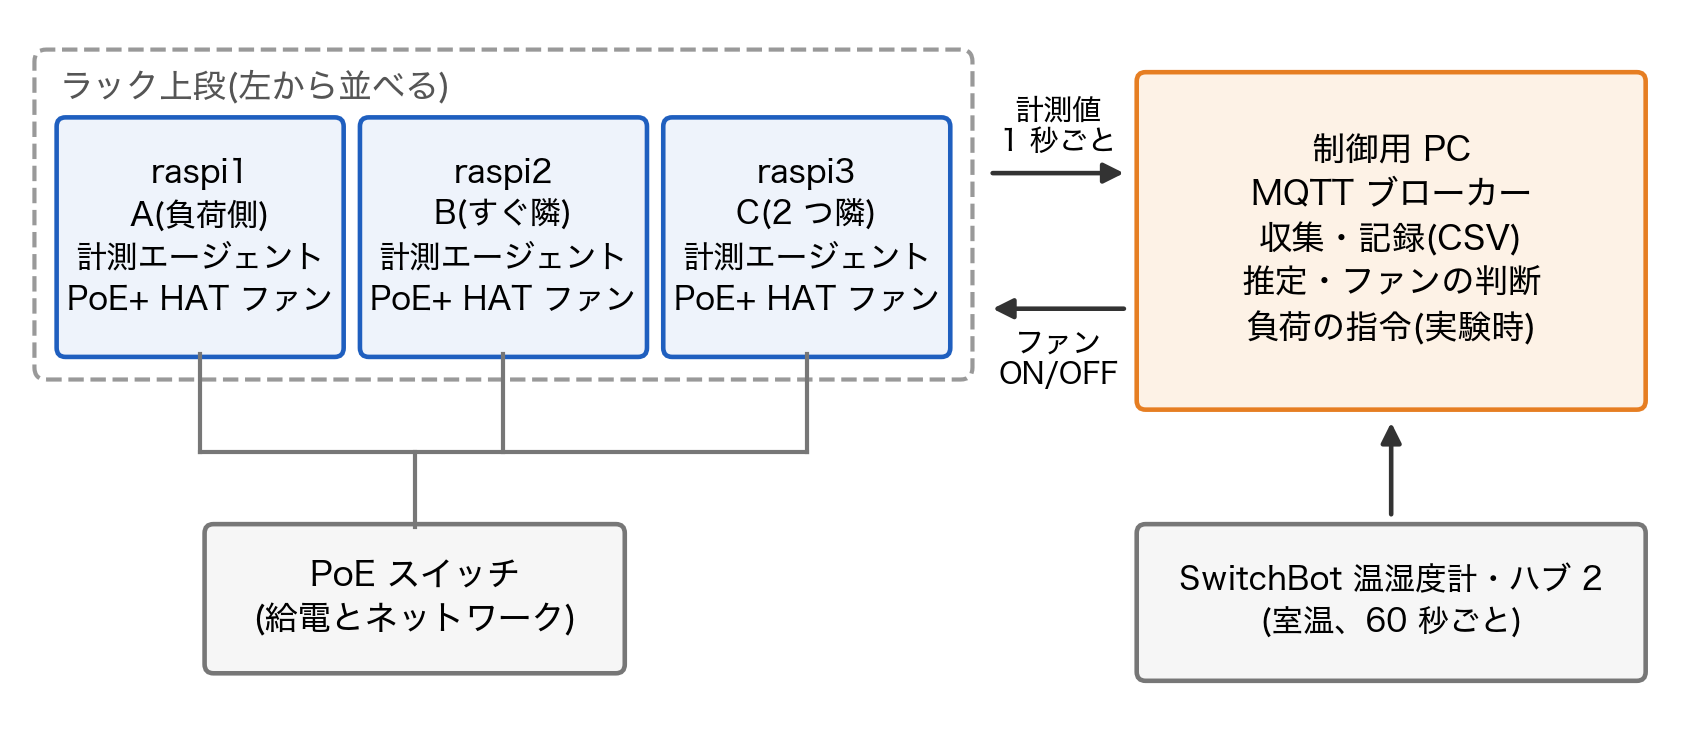 ラック上段(左から並べる)
raspi1
A(負荷側)
計測エージェント
PoE+ HAT ファン
raspi2
B(すぐ隣)
計測エージェント
PoE+ HAT ファン
raspi3
C(2 つ隣)
計測エージェント
PoE+ HAT ファン
計測値
1 秒ごと
ファン
ON/OFF
制御用 PC
MQTT ブローカー
収集・記録(CSV)
推定・ファンの判断
負荷の指令(実験時)
PoE スイッチ
(給電とネットワーク)
SwitchBot 温湿度計・ハブ 2
(室温、60 秒ごと)